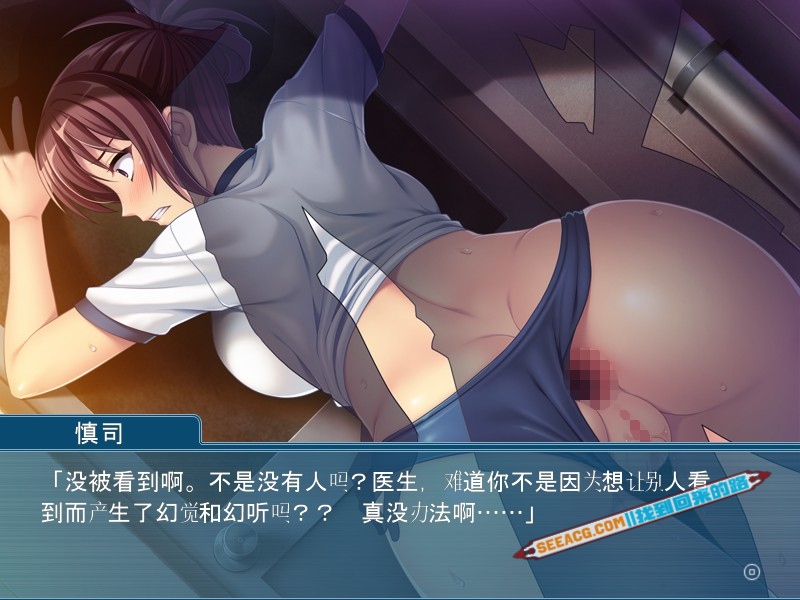 慎司
「没被看到啊。不是没有人吗？医生，难道你不是因为想让别人看
到而产生了幻觉和幻听吗？？　真没办法啊……」
SEEACG.COM||找到回来的路